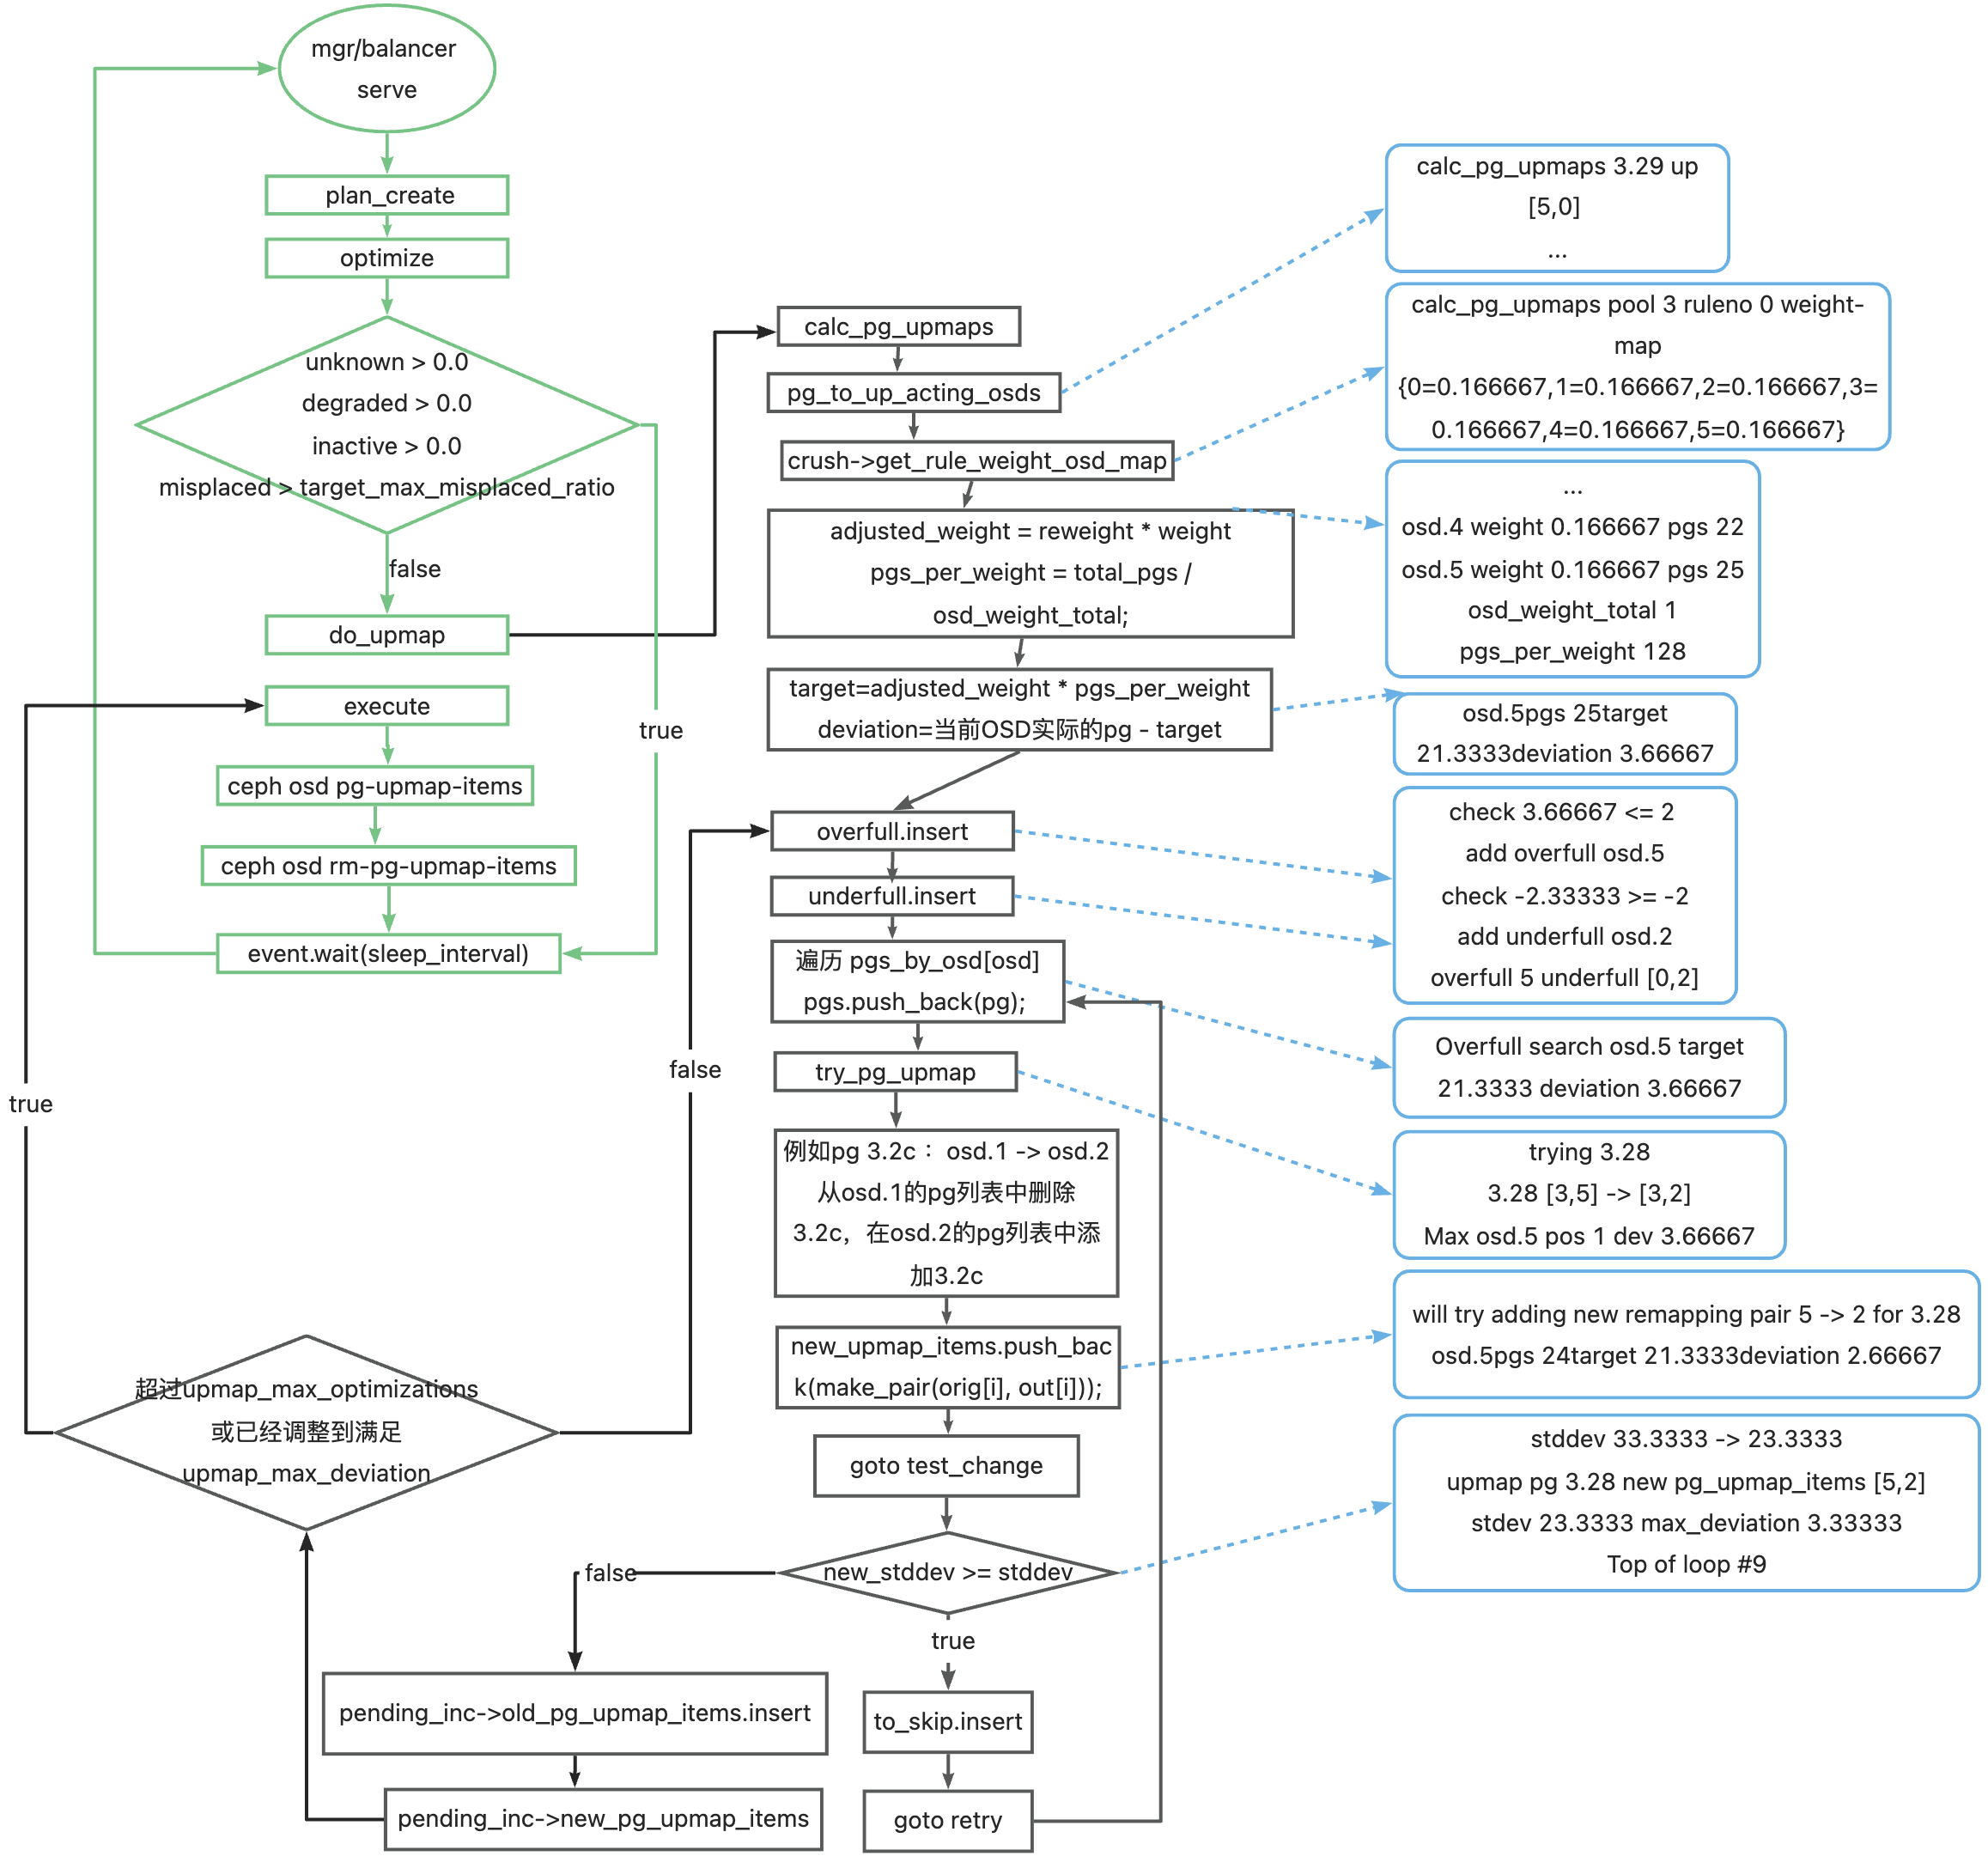 mgr/balancer
serve
plan_create
optimize
unknown > 0.0
degraded > 0.0
inactive > 0.0
misplaced > target_max_misplaced_ratio
false
do_upmap
true
execute
ceph osd pg-upmap-items
ceph osd rm-pg-upmap-items
event.wait(sleep_interval)
calc_pg_upmaps
pg_to_up_acting_osds
crush->get_rule_weight_osd_map
adjusted_weight = reweight * weight
pgs_per_weight = total_pgs /
osd_weight_total;
target=adjusted_weight * pgs_per_weight
deviation=当前OSD实际的pg - target
overfull.insert
underfull.insert
遍历 pgs_by_osd[osd]
pgs.push_back(pg);
try_pg_upmap
例如pg 3.2c：osd.1 -> osd.2
从osd.1的pg列表中删除
3.2c，在osd.2的pg列表中添
加3.2c
new_upmap_items.push_bac
k(make_pair(orig[i], out[i]));
goto test_change
new_stddev >= stddev
false
true
to_skip.insert
goto retry
pending_inc->old_pg_upmap_items.insert
pending_inc->new_pg_upmap_items
超过upmap_max_optimizations
或已经调整到满足
upmap_max_deviation
true
false
calc_pg_upmaps 3.29 up
[5,0]
...
calc_pg_upmaps pool 3 ruleno 0 weight-
map
{0=0.166667,1=0.166667,2=0.166667,3=
0.166667,4=0.166667,5=0.166667}
...
osd.4 weight 0.166667 pgs 22
osd.5 weight 0.166667 pgs 25
osd_weight_total 1
pgs_per_weight 128
osd.5pgs 25target
21.3333deviation 3.66667
check 3.66667 <= 2
add overfull osd.5
check -2.33333 >= -2
add underfull osd.2
overfull 5 underfull [0,2]
Overfull search osd.5 target
21.3333 deviation 3.66667
trying 3.28
3.28 [3,5] -> [3,2]
Max osd.5 pos 1 dev 3.66667
will try adding new remapping pair 5 -> 2 for 3.28
osd.5pgs 24target 21.3333deviation 2.66667
stddev 33.3333 -> 23.3333
upmap pg 3.28 new pg_upmap_items [5,2]
stdev 23.3333 max_deviation 3.33333
Top of loop #9